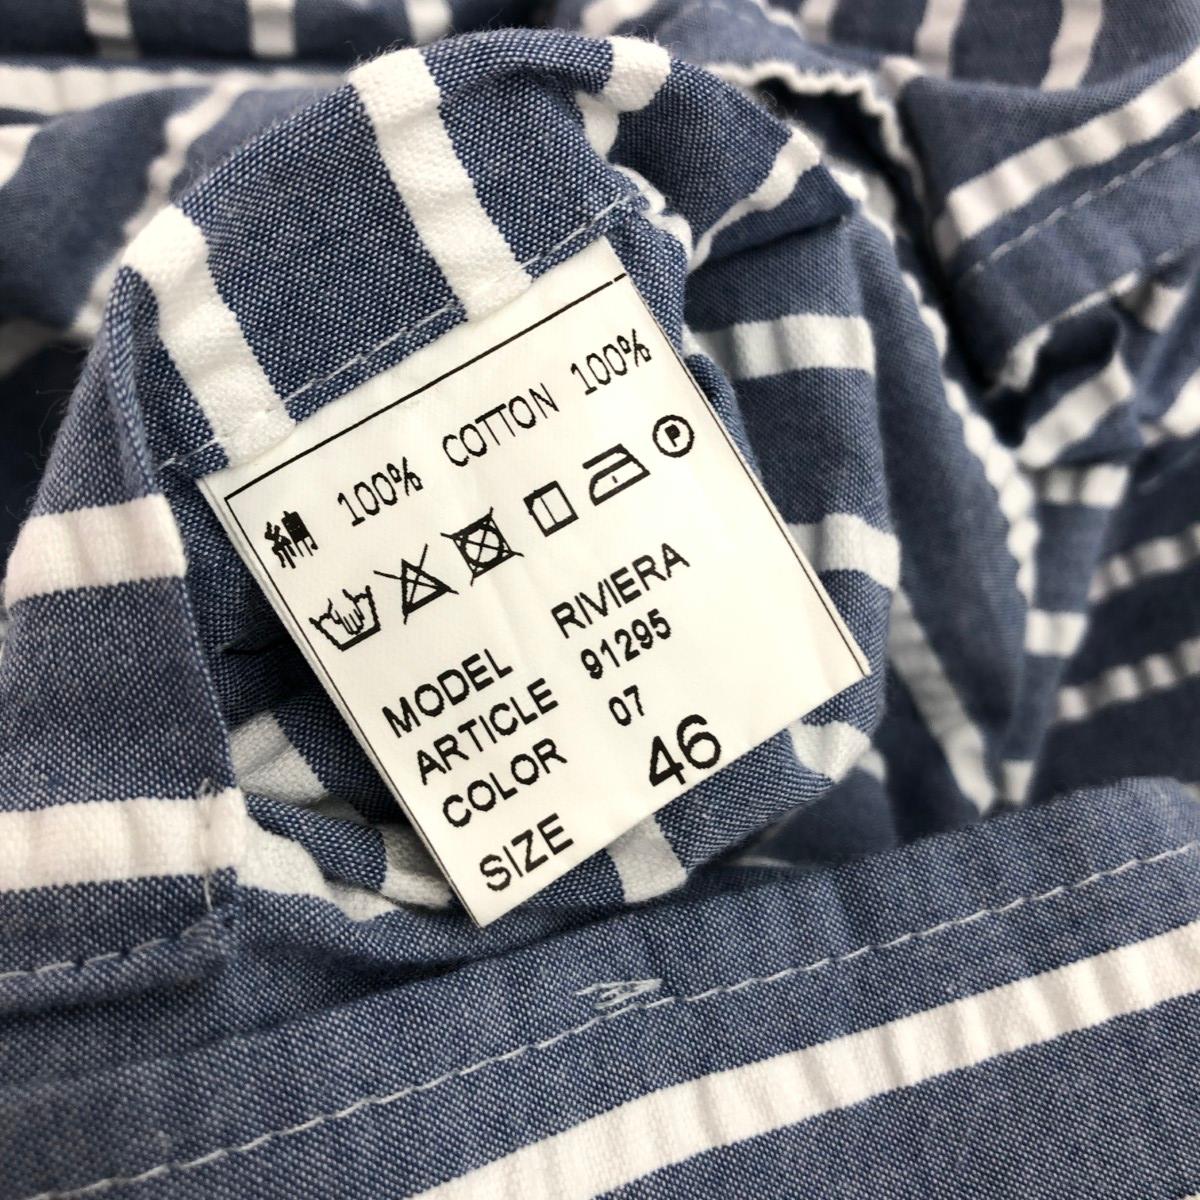 綿 100% COTTON 100%
P
MODEL RIVIERA
ARTICLE 91295
COLOR 07
SIZE 46